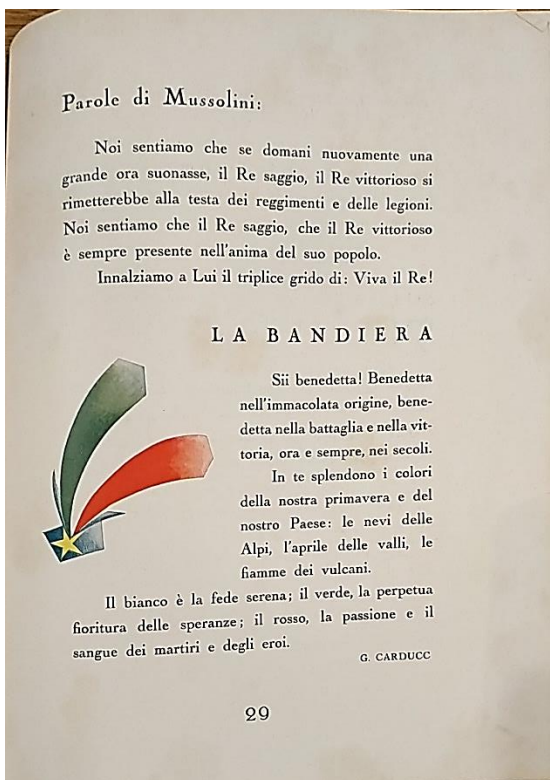 Parole di Mussolini:
Noi sentiamo che se domani nuovamente una
grande ora suonasse, il Re saggio, il Re vittorioso si
rimetterebbe alla testa dei reggimenti e delle legioni.
Noi sentiamo che il Re saggio, che il Re vittorioso
è sempre presente nell'anima del suo popolo.
Innalziamo a Lui il triplice grido di: Viva il Re!
LA BANDIERA
Sii benedetta! Benedetta
nell'immacolata origine, bene-
detta nella battaglia e nella vit-
toria, ora e sempre, nei secoli.
In te splendono i colori
della nostra primavera e del
nostro Paese: le nevi delle
Alpi, l'aprile delle valli, le
fiamme dei vulcani.
Il bianco è la fede serena; il verde, la perpetua
fioritura delle speranze; il rosso, la passione e il
sangue dei martiri e degli eroi.
G. CARDUCC
29